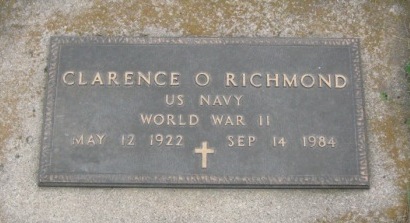 CLARENCE O RICHMOND
US NAVY
WORLD WAR II
MAY 12 1922 SEP 14 1984